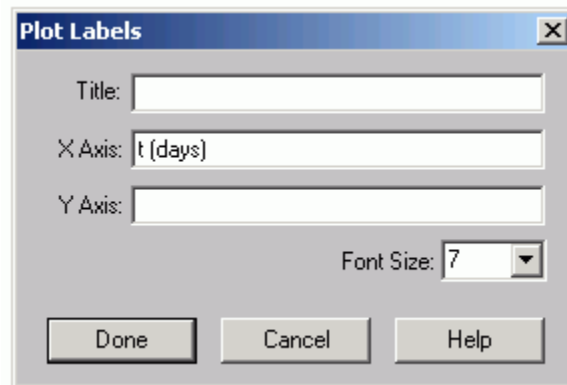 Plot Labels
Title:
X Axis: t (days)
Y Axis:
Font Size: 7
Done Cancel Help